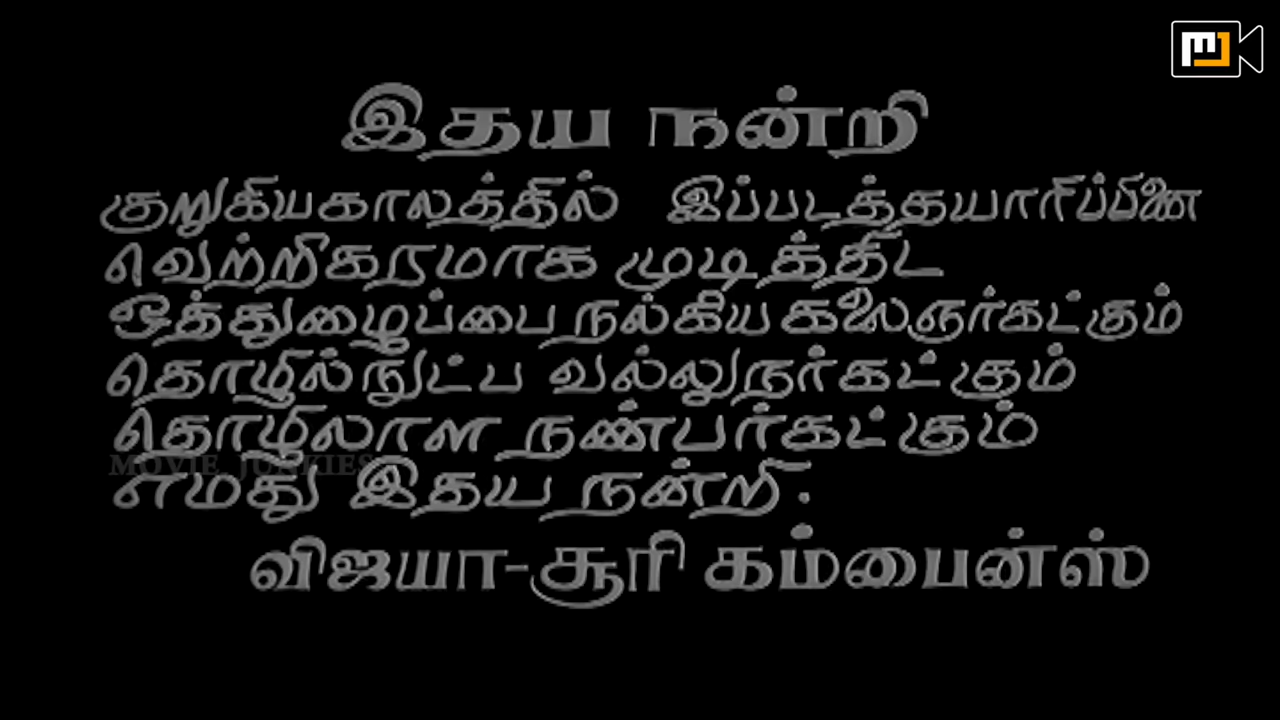 இதய நன்றி
குறுகியகாலத்தில் இப்படத்தயாரிப்பினை
வெற்றிகரமாக முடித்திட
ஒத்துழைப்பை நல்கிய கலைஞர்கட்கும்
தொழில்நுட்ப வல்லுநர்கட்கும்
தொழிலாள நண்பர்கட்கும்
MOVIE JUNKIES
எமது இதய நன்றி.
விஜயா-சூரி கம்பைன்ஸ்